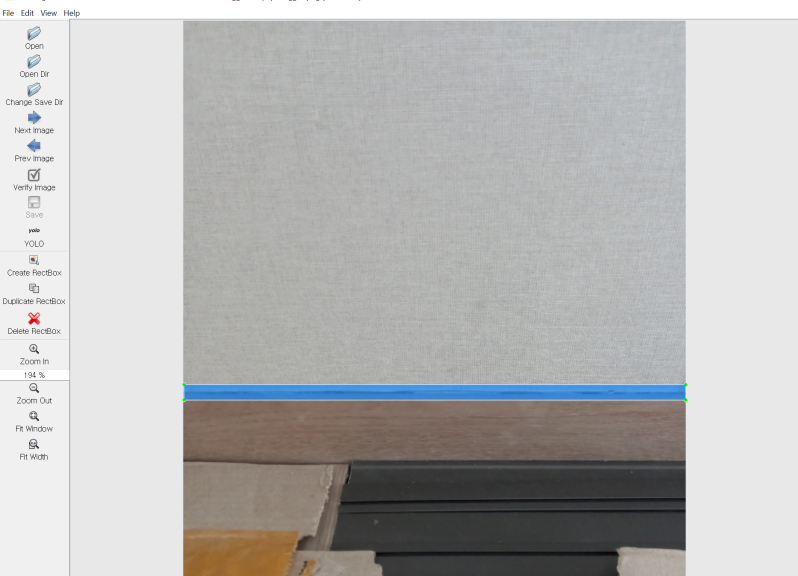 File Edit View Help
Open
Open Dir
Change Save Dir
Next Image
Prev Image
Verify Image
Save
yolo
YOLO
Create RectBox
Duplicate RectBox
Delete RectBox
Zoom In
194 %
Zoom Out
Fit Window
Fit Width